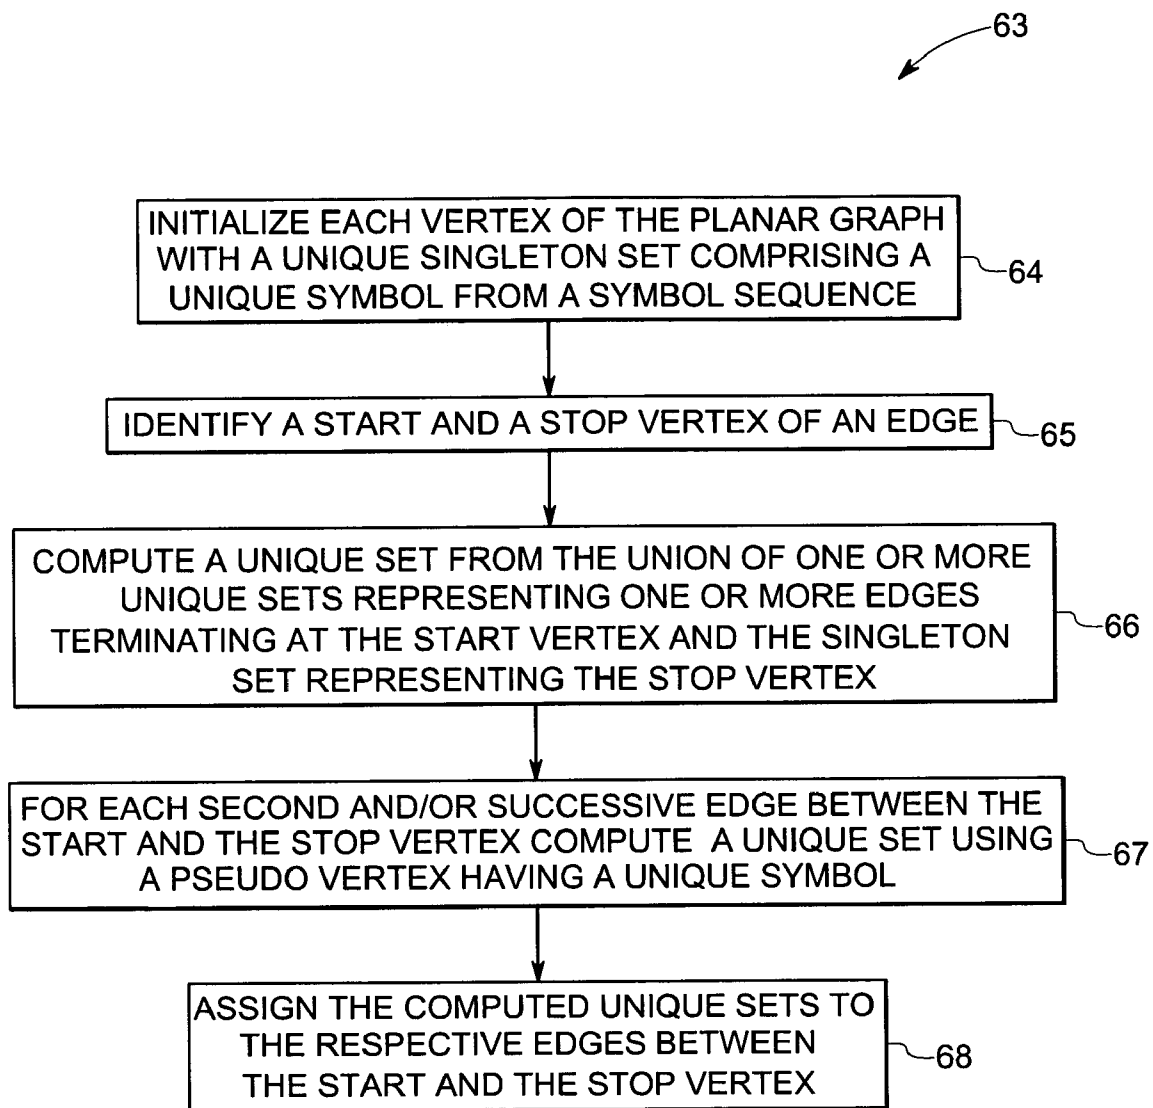 63
INITIALIZE EACH VERTEX OF THE PLANAR GRAPH
WITH A UNIQUE SINGLETON SET COMPRISING A
UNIQUE SYMBOL FROM A SYMBOL SEQUENCE
64
IDENTIFY A START AND A STOP VERTEX OF AN EDGE
65
COMPUTE A UNIQUE SET FROM THE UNION OF ONE OR MORE
UNIQUE SETS REPRESENTING ONE OR MORE EDGES
TERMINATING AT THE START VERTEX AND THE SINGLETON
SET REPRESENTING THE STOP VERTEX
66
FOR EACH SECOND AND/OR SUCCESSIVE EDGE BETWEEN THE
START AND THE STOP VERTEX COMPUTE A UNIQUE SET USING
A PSEUDO VERTEX HAVING A UNIQUE SYMBOL
67
ASSIGN THE COMPUTED UNIQUE SETS TO
THE RESPECTIVE EDGES BETWEEN
THE START AND THE STOP VERTEX
68